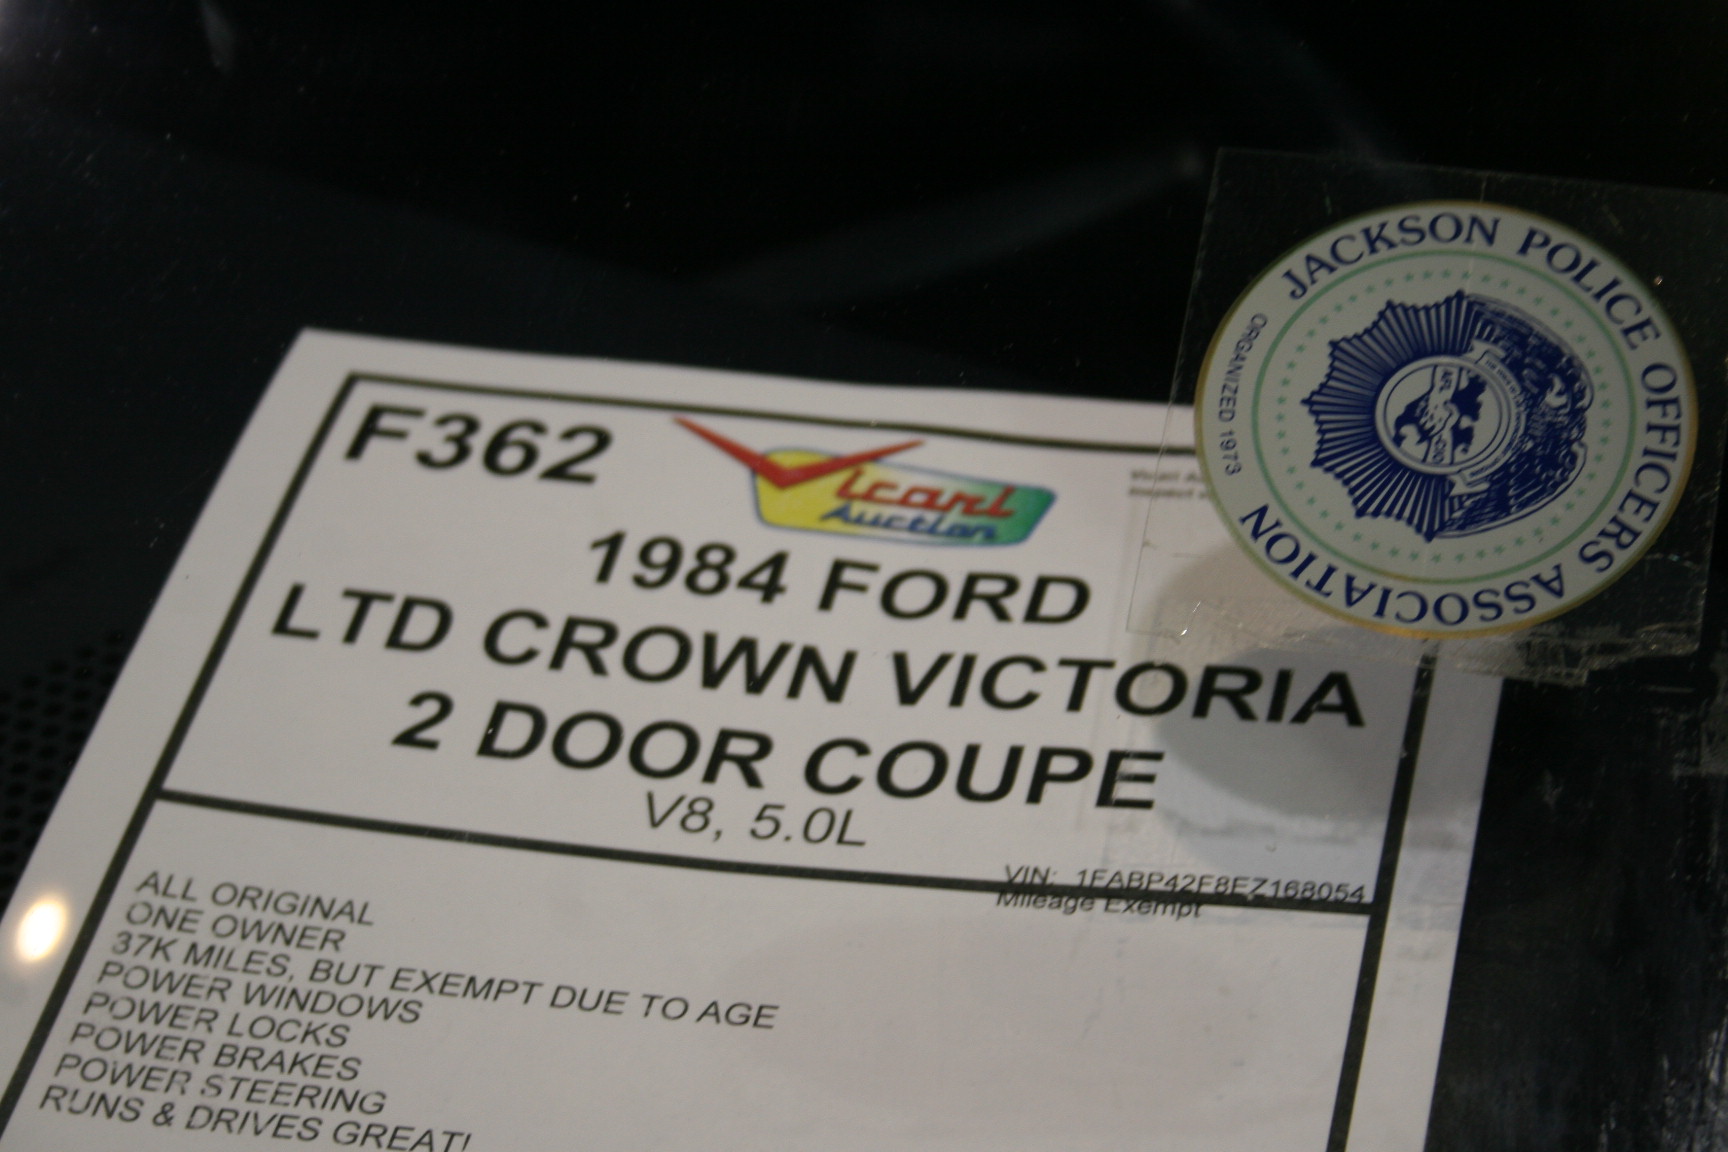 JACKSON POLICE OFFICERS ASSOCIATION
ORGANIZED 1973
F362
Vicari
Auction
1984 FORD
LTD CROWN VICTORIA
2 DOOR COUPE
V8, 5.0L
VIN: 1FABP42F8EZ168054
Mileage Exempt
ALL ORIGINAL
ONE OWNER
37K MILES, BUT EXEMPT DUE TO AGE
POWER WINDOWS
POWER LOCKS
POWER BRAKES
POWER STEERING
RUNS & DRIVES GREAT!